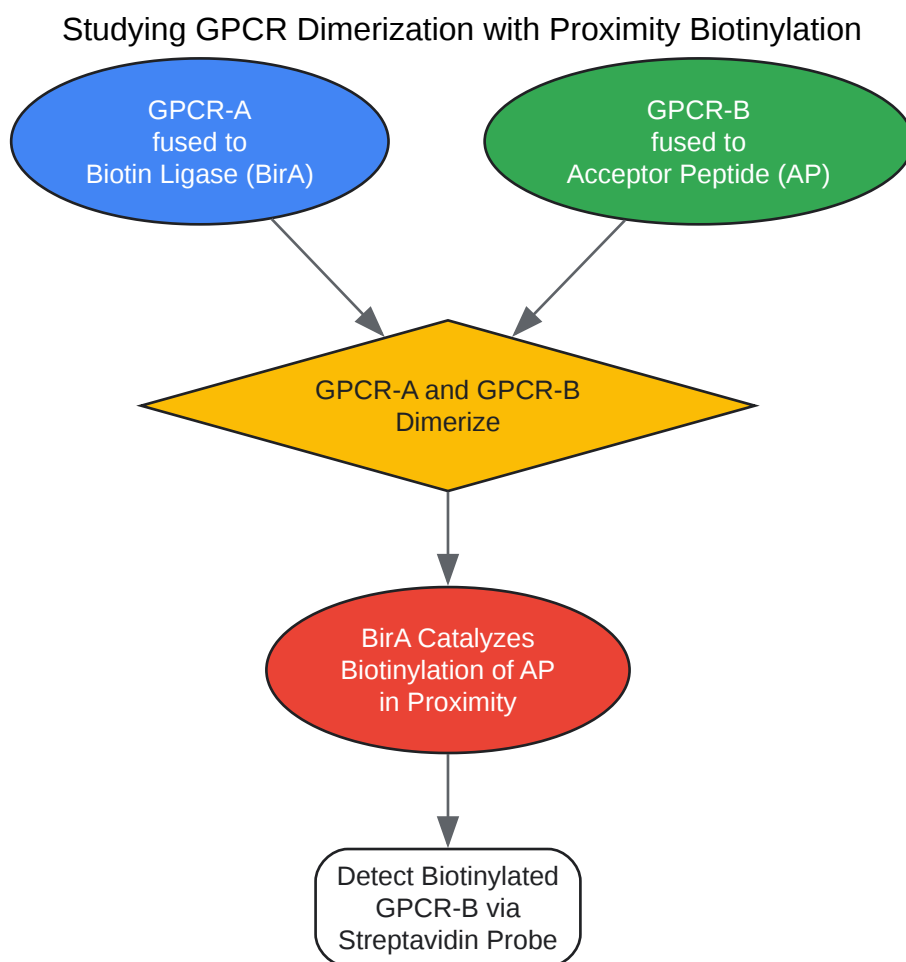 Studying GPCR Dimerization with Proximity Biotinylation
GPCR-A
fused to
Biotin Ligase (BirA)
GPCR-B
fused to
Acceptor Peptide (AP)
GPCR-A and GPCR-B
Dimerize
BirA Catalyzes
Biotinylation of AP
in Proximity
Detect Biotinylated
GPCR-B via
Streptavidin Probe